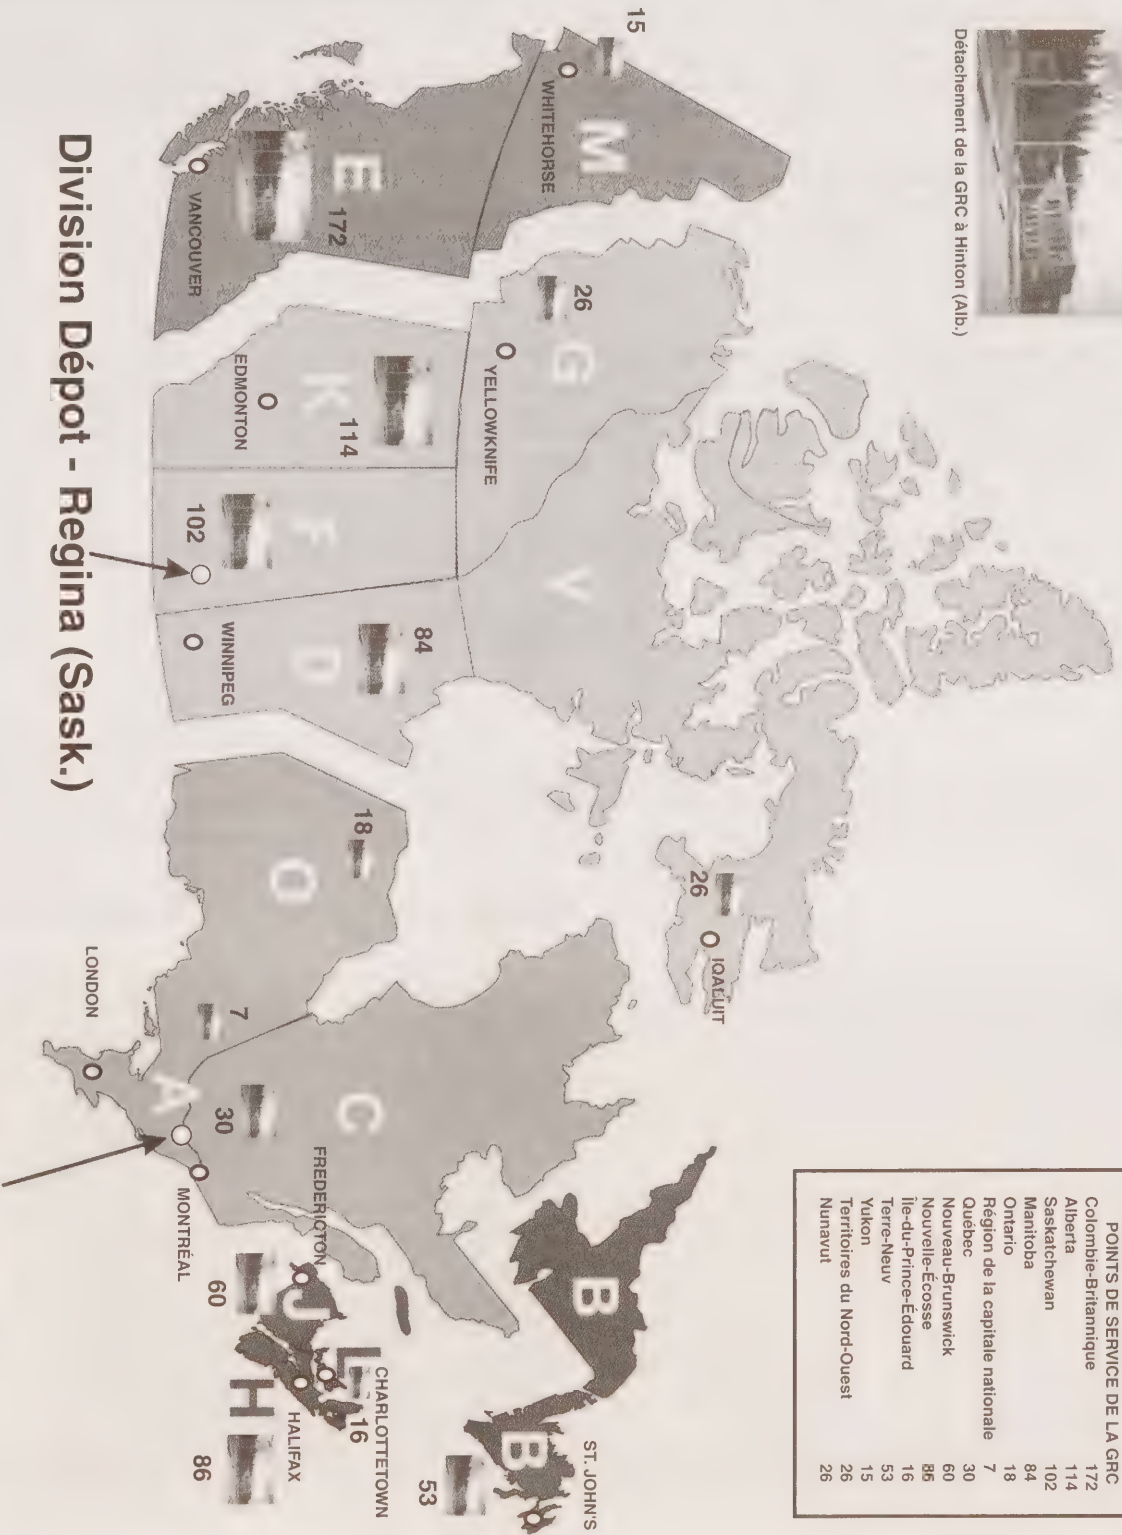 Détachement de la GRC à Hinton (Alb.)
POINTS DE SERVICE DE LA GRC
Colombie-Britannique 172
Alberta 114
Saskatchewan 102
Manitoba 84
Ontario 18
Région de la capitale nationale 7
Québec 30
Nouveau-Brunswick 60
Nouvelle-Écosse 86
Île-du-Prince-Édouard 16
Terre-Neuv 53
Yukon 15
Territoires du Nord-Ouest 26
Nunavut 26
15
M
WHITEHORSE
26
G
YELLOWKNIFE
V
26
IQALUIT
E
172
VANCOUVER
K
114
EDMONTON
F
102
84
D
WINNIPEG
18
O
7
A
LONDON
C
30
MONTRÉAL
B
B
ST. JOHN'S
53
FREDERICTON
J
60
L
CHARLOTTETOWN
16
H
HALIFAX
86
Division Dépot - Regina (Sask.)